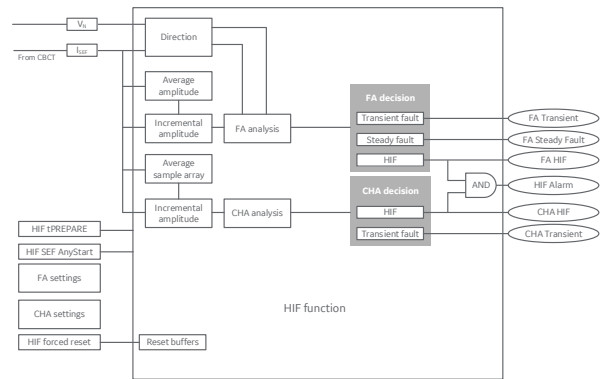 V_N
I_SEF
From CBCT
Direction
Average
amplitude
Incremental
amplitude
FA analysis
Average
sample array
Incremental
amplitude
CHA analysis
FA decision
Transient fault
Steady fault
HIF
CHA decision
HIF
Transient fault
AND
FA Transient
FA Steady Fault
FA HIF
HIF Alarm
CHA HIF
CHA Transient
HIF tPREPARE
HIF SEF AnyStart
FA settings
CHA settings
HIF forced reset
Reset buffers
HIF function